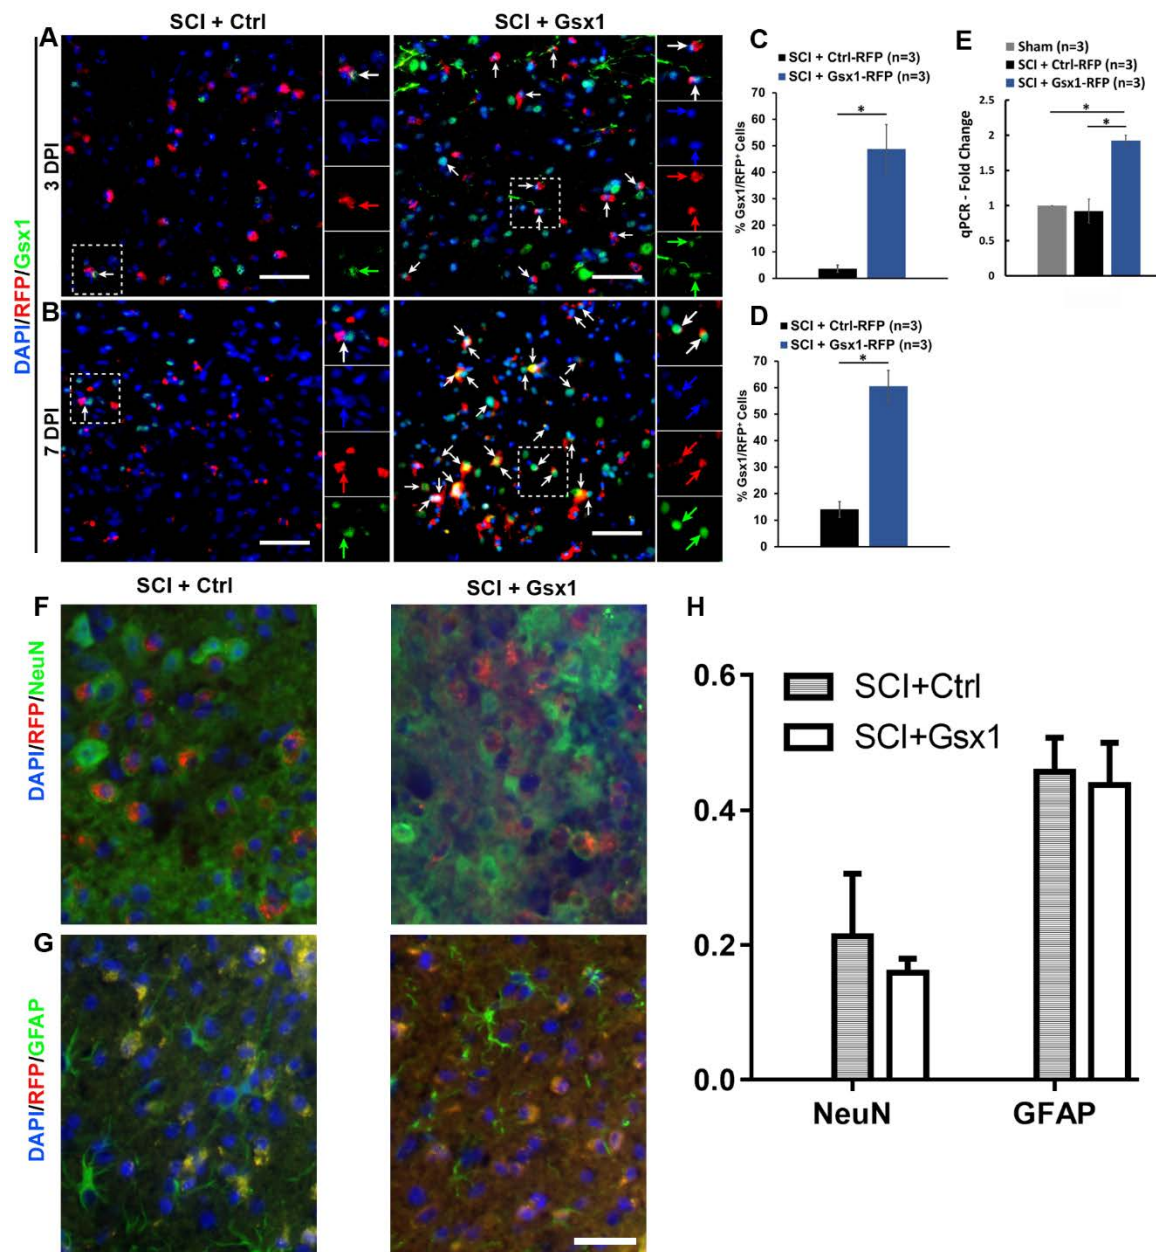 SCI + Ctrl
SCI + Gsx1
A
DAPI/RFP/Gsx1
3 DPI
B
7 DPI
C
SCI + Ctrl-RFP (n=3)
SCI + Gsx1-RFP (n=3)
% Gsx1/RFP⁺ Cells
70
60
50
40
30
20
10
0
*
D
SCI + Ctrl-RFP (n=3)
SCI + Gsx1-RFP (n=3)
% Gsx1/RFP⁺ Cells
70
60
50
40
30
20
10
0
*
E
Sham (n=3)
SCI + Ctrl-RFP (n=3)
SCI + Gsx1-RFP (n=3)
qPCR - Fold Change
2.5
2
1.5
1
0.5
0
*
*
SCI + Ctrl
SCI + Gsx1
F
DAPI/RFP/NeuN
G
DAPI/RFP/GFAP
H
0.6
0.4
0.2
0.0
SCI+Ctrl
SCI+Gsx1
NeuN
GFAP